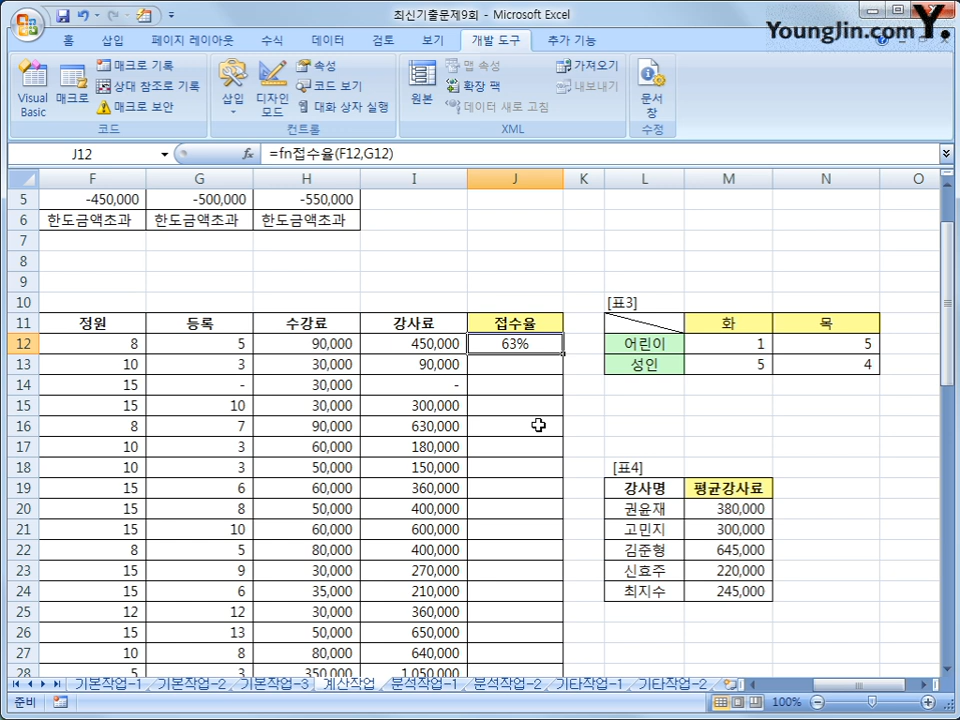 최신기출문제9회 - Microsoft Excel
YoungJin.com Y.
홈 삽입 페이지 레이아웃 수식 데이터 검토 보기 개발 도구 추가 기능
Visual Basic
매크로
매크로 기록
상대 참조로 기록
매크로 보안
코드
삽입
디자인 모드
속성
코드 보기
대화 상자 실행
컨트롤
원본
맵 속성
확장 팩
데이터 새로 고침
가져오기
내보내기
XML
문서 창
수정
J12 fx =fn접수율(F12,G12)
F G H I J K L M N O
5 -450,000 -500,000 -550,000
6 한도금액초과 한도금액초과 한도금액초과
7
8
9
10 [표3]
11 정원 등록 수강료 강사료 접수율 화 목
12 8 5 90,000 450,000 63% 어린이 1 5
13 10 3 30,000 90,000 성인 5 4
14 15 - 30,000 -
15 15 10 30,000 300,000
16 8 7 90,000 630,000
17 10 3 60,000 180,000
18 10 3 50,000 150,000 [표4]
19 15 6 60,000 360,000 강사명 평균강사료
20 15 8 50,000 400,000 권윤재 380,000
21 15 10 60,000 600,000 고민지 300,000
22 8 5 80,000 400,000 김준형 645,000
23 15 9 30,000 270,000 신효주 220,000
24 15 6 35,000 210,000 최지수 245,000
25 12 12 30,000 360,000
26 15 13 50,000 650,000
27 10 8 80,000 640,000
28 5 3 350,000 1,050,000
기본작업-1 기본작업-2 기본작업-3 계산작업 분석작업-1 분석작업-2 기타작업-1 기타작업-2
준비 100%